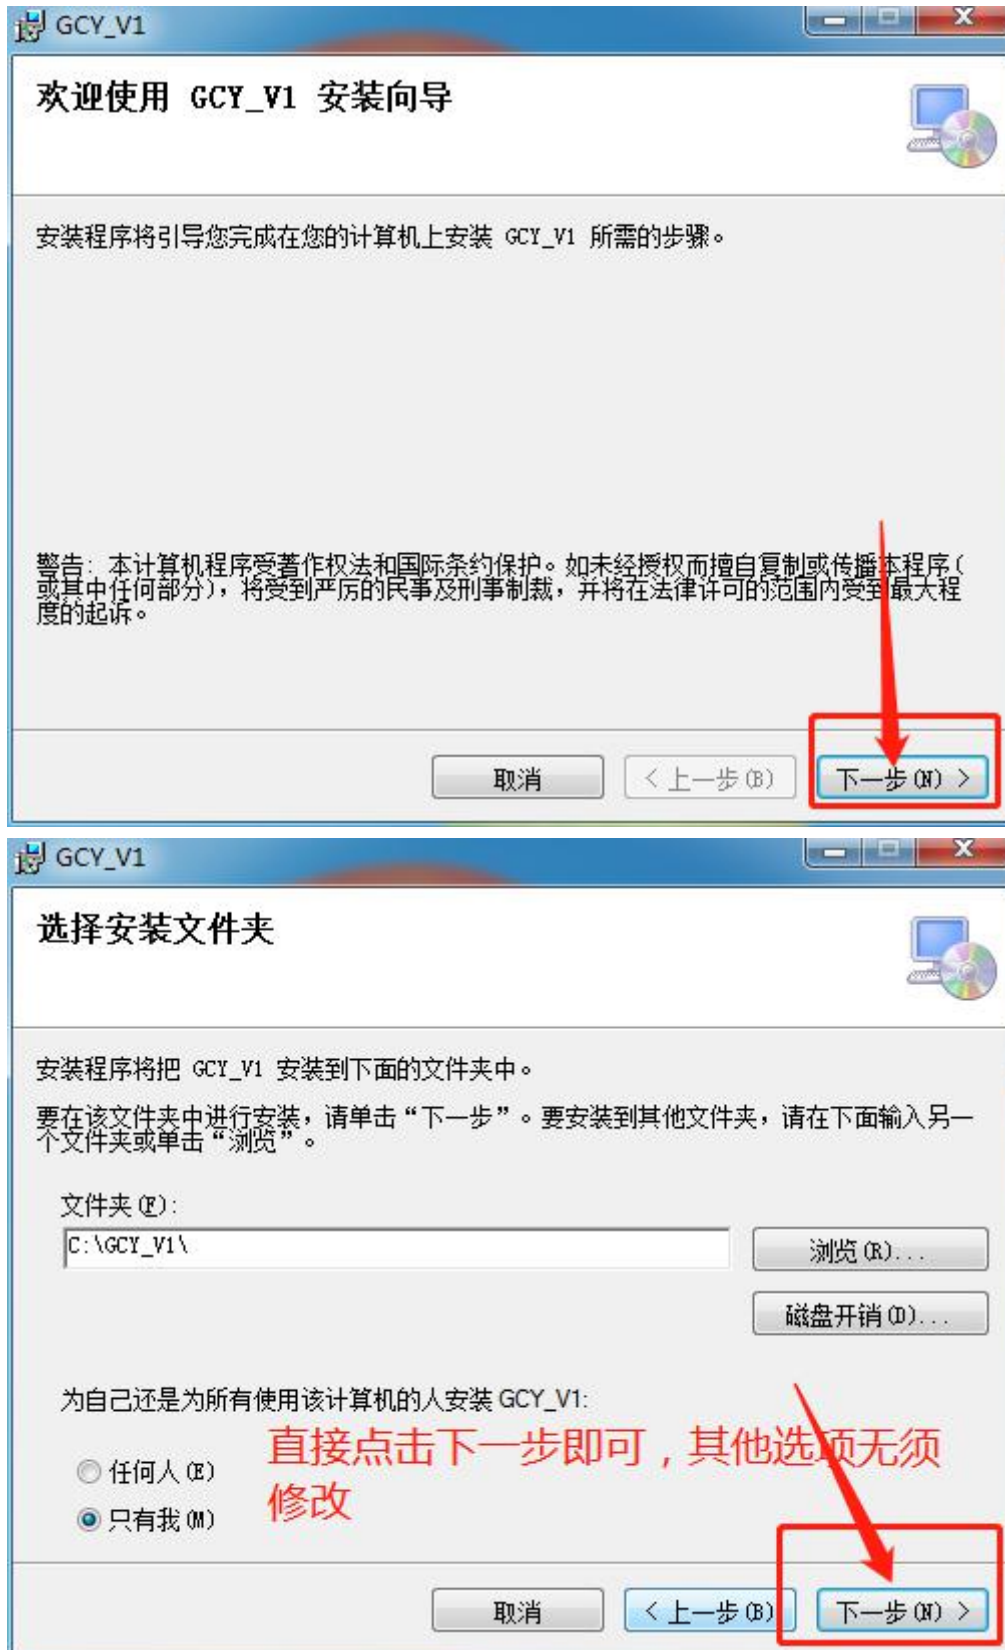 GCY_V1
欢迎使用 GCY_V1 安装向导
安装程序将引导您完成在您的计算机上安装 GCY_V1 所需的步骤。
警告: 本计算机程序受著作权法和国际条约保护。如未经授权而擅自复制或传播本程序(
或其中任何部分),将受到严厉的民事及刑事制裁,并将在法律许可的范围内受到最大程
度的起诉。
取消 < 上一步(B) 下一步(N) >
GCY_V1
选择安装文件夹
安装程序将把 GCY_V1 安装到下面的文件夹中。
要在该文件夹中进行安装,请单击“下一步”。要安装到其他文件夹,请在下面输入另一
个文件夹或单击“浏览”。
文件夹(F):
C:\GCY_V1\
浏览(R)...
磁盘开销(D)...
为自己还是为所有使用该计算机的人安装 GCY_V1:
直接点击下一步即可,其他选项无须
修改
任何人(E)
只有我(M)
取消 < 上一步(B) 下一步(N) >